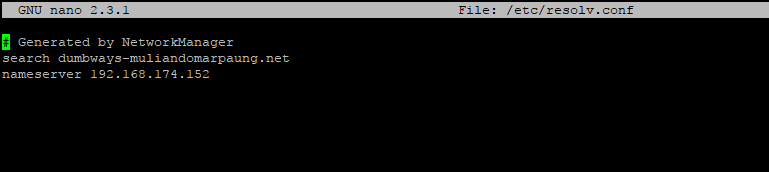 GNU nano 2.3.1 File: /etc/resolv.conf
# Generated by NetworkManager
search dumbways-muliandomarpaung.net
nameserver 192.168.174.152